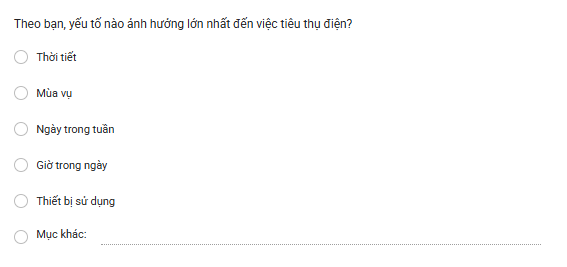 Theo bạn, yếu tố nào ảnh hưởng lớn nhất đến việc tiêu thụ điện?
Thời tiết
Mùa vụ
Ngày trong tuần
Giờ trong ngày
Thiết bị sử dụng
Mục khác: